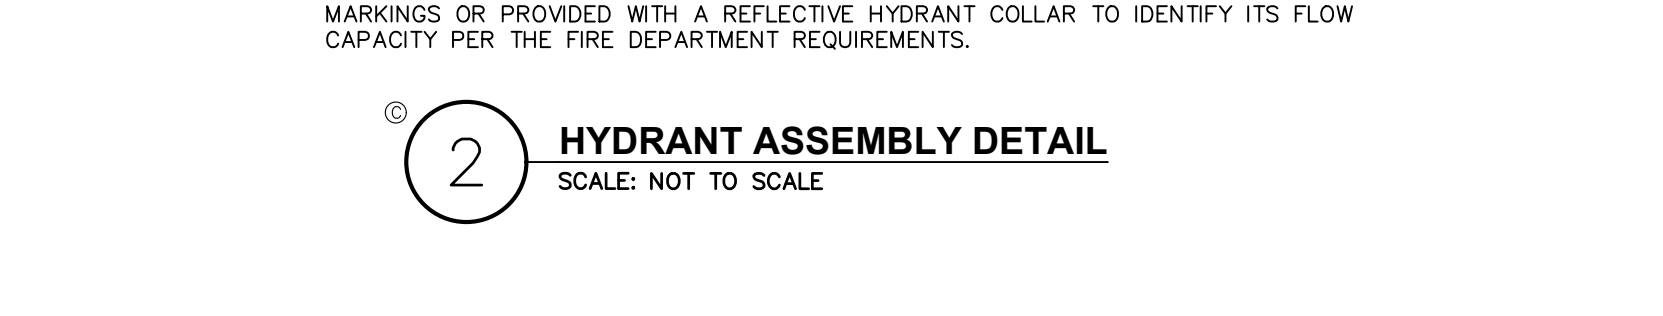 MARKINGS OR PROVIDED WITH A REFLECTIVE HYDRANT COLLAR TO IDENTIFY ITS FLOW
CAPACITY PER THE FIRE DEPARTMENT REQUIREMENTS.
©
2
HYDRANT ASSEMBLY DETAIL
SCALE: NOT TO SCALE